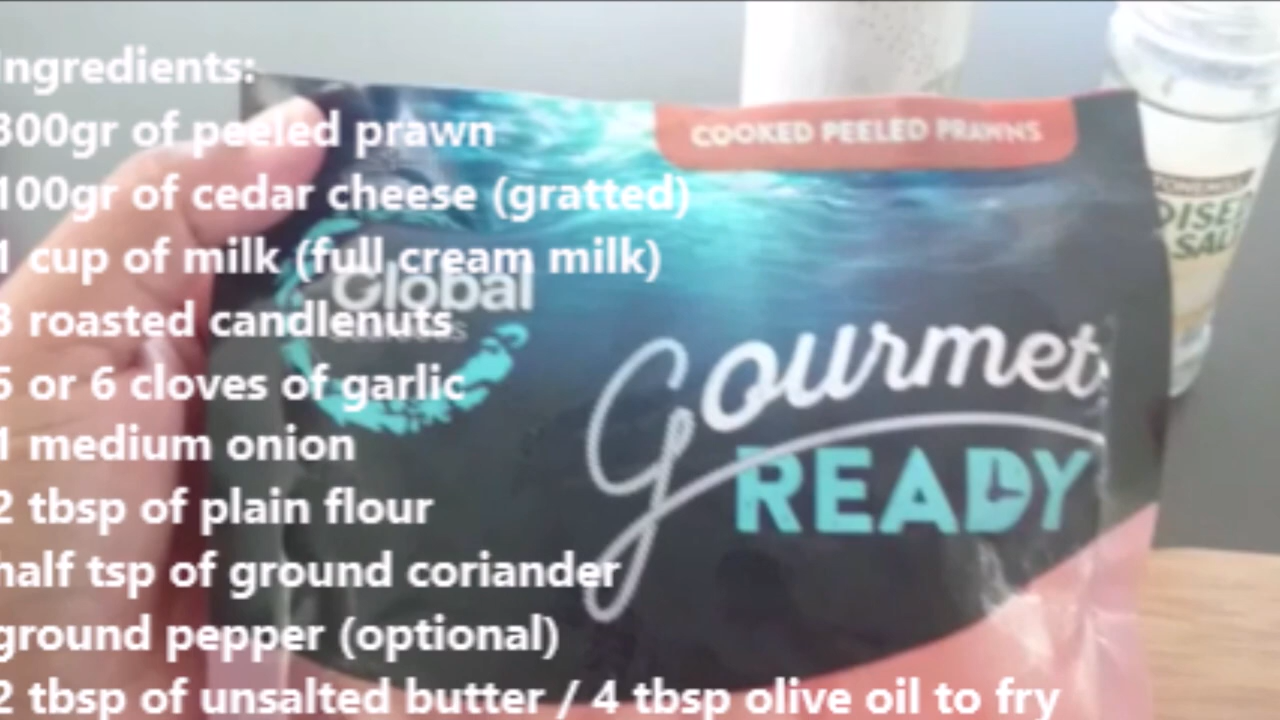 Ingredients:
300gr of peeled prawn
100gr of cedar cheese (gratted)
1 cup of milk (full cream milk)
3 roasted candlenuts
5 or 6 cloves of garlic
1 medium onion
2 tbsp of plain flour
half tsp of ground coriander
ground pepper (optional)
2 tbsp of unsalted butter / 4 tbsp olive oil to fry
COOKED PEELED PRAWNS
Global
Gourmet
READY
SALT